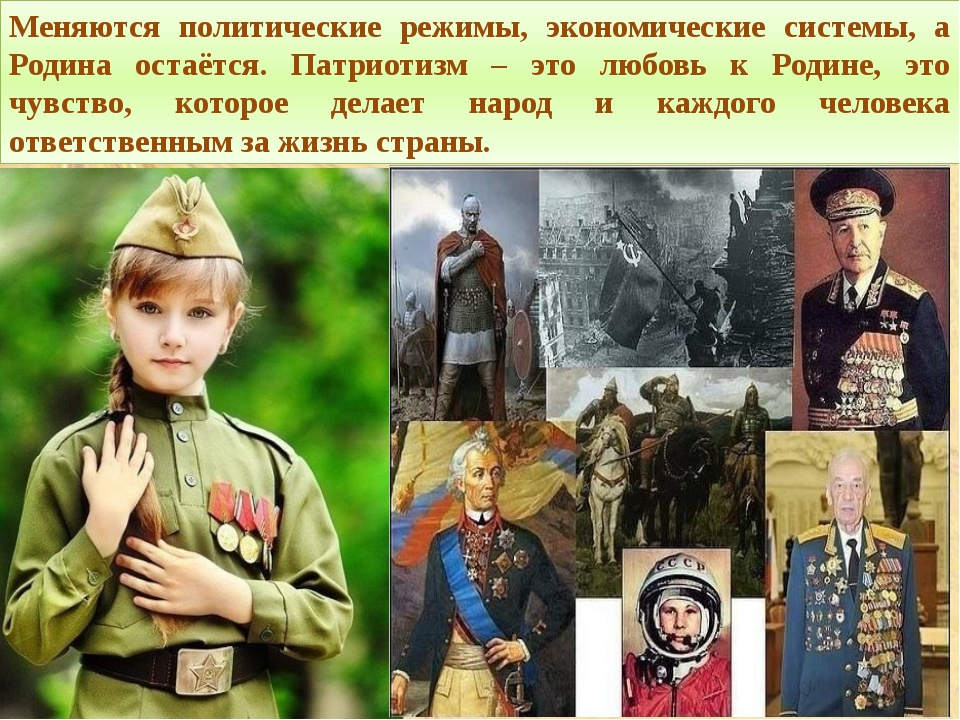 Меняются политические режимы, экономические системы, а
Родина остаётся. Патриотизм – это любовь к Родине, это
чувство, которое делает народ и каждого человека
ответственным за жизнь страны.
СССР